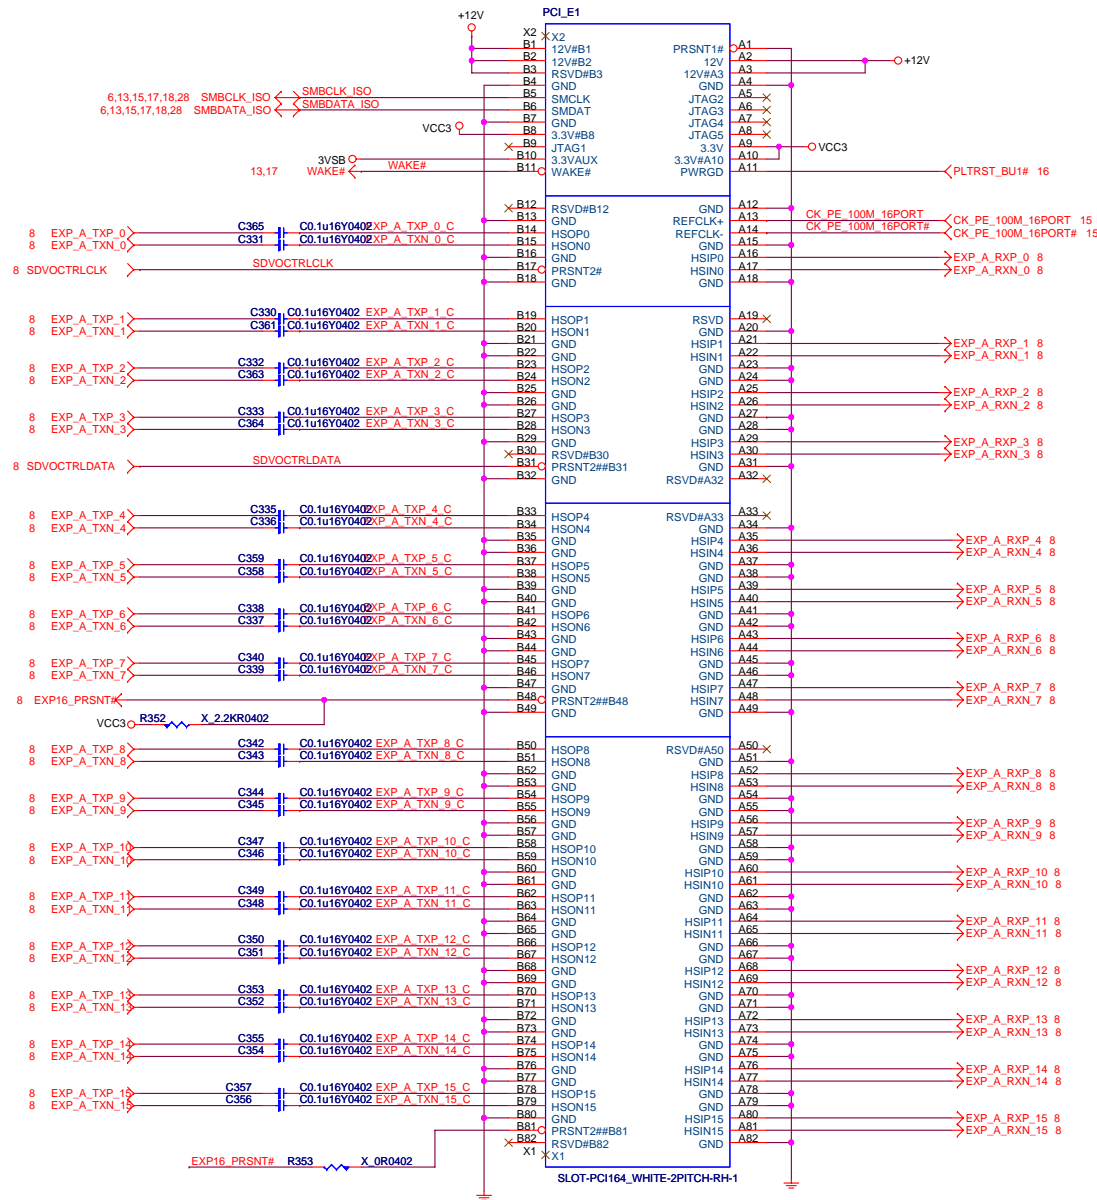 PCI_E1
+12V
X2 X2
B1 12V#B1 PRSNT1# A1
B2 12V#B2 12V A2 +12V
B3 RSVD#B3 12V#A3 A3
B4 GND GND A4
6,13,15,17,18,28 SMBCLK_ISO SMBCLK_ISO B5 SMCLK JTAG2 A5
6,13,15,17,18,28 SMBDATA_ISO SMBDATA_ISO B6 SMDAT JTAG3 A6
B7 GND JTAG4 A7
VCC3 B8 3.3V#B8 JTAG5 A8
B9 JTAG1 3.3V A9 VCC3
3VSB B10 3.3VAUX 3.3V#A10 A10
13,17 WAKE# WAKE# B11 WAKE# PWRGD A11 PLTRST_BU1# 16
B12 RSVD#B12 GND A12
B13 GND REFCLK+ A13 CK_PE_100M_16PORT CK_PE_100M_16PORT 15
8 EXP_A_TXP_0 C365 C0.1u16Y0402 EXP_A_TXP_0_C B14 HSOP0 REFCLK- A14 CK_PE_100M_16PORT# CK_PE_100M_16PORT# 15
8 EXP_A_TXN_0 C331 C0.1u16Y0402 EXP_A_TXN_0_C B15 HSON0 GND A15
B16 GND HSIP0 A16 EXP_A_RXP_0 8
8 SDVOCTRLCLK SDVOCTRLCLK B17 PRSNT2# HSIN0 A17 EXP_A_RXN_0 8
B18 GND GND A18
8 EXP_A_TXP_1 C330 C0.1u16Y0402 EXP_A_TXP_1_C B19 HSOP1 RSVD A19
8 EXP_A_TXN_1 C361 C0.1u16Y0402 EXP_A_TXN_1_C B20 HSON1 GND A20
B21 GND HSIP1 A21 EXP_A_RXP_1 8
B22 GND HSIN1 A22 EXP_A_RXN_1 8
8 EXP_A_TXP_2 C332 C0.1u16Y0402 EXP_A_TXP_2_C B23 HSOP2 GND A23
8 EXP_A_TXN_2 C363 C0.1u16Y0402 EXP_A_TXN_2_C B24 HSON2 GND A24
B25 GND HSIP2 A25 EXP_A_RXP_2 8
B26 GND HSIN2 A26 EXP_A_RXN_2 8
8 EXP_A_TXP_3 C333 C0.1u16Y0402 EXP_A_TXP_3_C B27 HSOP3 GND A27
8 EXP_A_TXN_3 C364 C0.1u16Y0402 EXP_A_TXN_3_C B28 HSON3 GND A28
B29 GND HSIP3 A29 EXP_A_RXP_3 8
B30 RSVD#B30 HSIN3 A30 EXP_A_RXN_3 8
8 SDVOCTRLDATA SDVOCTRLDATA B31 PRSNT2##B31 GND A31
B32 GND RSVD#A32 A32
8 EXP_A_TXP_4 C335 C0.1u16Y0402 EXP_A_TXP_4_C B33 HSOP4 RSVD#A33 A33
8 EXP_A_TXN_4 C336 C0.1u16Y0402 EXP_A_TXN_4_C B34 HSON4 GND A34
B35 GND HSIP4 A35 EXP_A_RXP_4 8
B36 GND HSIN4 A36 EXP_A_RXN_4 8
8 EXP_A_TXP_5 C359 C0.1u16Y0402 EXP_A_TXP_5_C B37 HSOP5 GND A37
8 EXP_A_TXN_5 C358 C0.1u16Y0402 EXP_A_TXN_5_C B38 HSON5 GND A38
B39 GND HSIP5 A39 EXP_A_RXP_5 8
B40 GND HSIN5 A40 EXP_A_RXN_5 8
8 EXP_A_TXP_6 C338 C0.1u16Y0402 EXP_A_TXP_6_C B41 HSOP6 GND A41
8 EXP_A_TXN_6 C337 C0.1u16Y0402 EXP_A_TXN_6_C B42 HSON6 GND A42
B43 GND HSIP6 A43 EXP_A_RXP_6 8
B44 GND HSIN6 A44 EXP_A_RXN_6 8
8 EXP_A_TXP_7 C340 C0.1u16Y0402 EXP_A_TXP_7_C B45 HSOP7 GND A45
8 EXP_A_TXN_7 C339 C0.1u16Y0402 EXP_A_TXN_7_C B46 HSON7 GND A46
B47 GND HSIP7 A47 EXP_A_RXP_7 8
8 EXP16_PRSNT# B48 PRSNT2##B48 HSIN7 A48 EXP_A_RXN_7 8
B49 GND GND A49
VCC3 R352 X_2.2KR0402
8 EXP_A_TXP_8 C342 C0.1u16Y0402 EXP_A_TXP_8_C B50 HSOP8 RSVD#A50 A50
8 EXP_A_TXN_8 C343 C0.1u16Y0402 EXP_A_TXN_8_C B51 HSON8 GND A51
B52 GND HSIP8 A52 EXP_A_RXP_8 8
B53 GND HSIN8 A53 EXP_A_RXN_8 8
8 EXP_A_TXP_9 C344 C0.1u16Y0402 EXP_A_TXP_9_C B54 HSOP9 GND A54
8 EXP_A_TXN_9 C345 C0.1u16Y0402 EXP_A_TXN_9_C B55 HSON9 GND A55
B56 GND HSIP9 A56 EXP_A_RXP_9 8
B57 GND HSIN9 A57 EXP_A_RXN_9 8
8 EXP_A_TXP_10 C347 C0.1u16Y0402 EXP_A_TXP_10_C B58 HSOP10 GND A58
8 EXP_A_TXN_10 C346 C0.1u16Y0402 EXP_A_TXN_10_C B59 HSON10 GND A59
B60 GND HSIP10 A60 EXP_A_RXP_10 8
B61 GND HSIN10 A61 EXP_A_RXN_10 8
8 EXP_A_TXP_11 C349 C0.1u16Y0402 EXP_A_TXP_11_C B62 HSOP11 GND A62
8 EXP_A_TXN_11 C348 C0.1u16Y0402 EXP_A_TXN_11_C B63 HSON11 GND A63
B64 GND HSIP11 A64 EXP_A_RXP_11 8
B65 GND HSIN11 A65 EXP_A_RXN_11 8
8 EXP_A_TXP_12 C350 C0.1u16Y0402 EXP_A_TXP_12_C B66 HSOP12 GND A66
8 EXP_A_TXN_12 C351 C0.1u16Y0402 EXP_A_TXN_12_C B67 HSON12 GND A67
B68 GND HSIP12 A68 EXP_A_RXP_12 8
B69 GND HSIN12 A69 EXP_A_RXN_12 8
8 EXP_A_TXP_13 C353 C0.1u16Y0402 EXP_A_TXP_13_C B70 HSOP13 GND A70
8 EXP_A_TXN_13 C352 C0.1u16Y0402 EXP_A_TXN_13_C B71 HSON13 GND A71
B72 GND HSIP13 A72 EXP_A_RXP_13 8
B73 GND HSIN13 A73 EXP_A_RXN_13 8
8 EXP_A_TXP_14 C355 C0.1u16Y0402 EXP_A_TXP_14_C B74 HSOP14 GND A74
8 EXP_A_TXN_14 C354 C0.1u16Y0402 EXP_A_TXN_14_C B75 HSON14 GND A75
B76 GND HSIP14 A76 EXP_A_RXP_14 8
B77 GND HSIN14 A77 EXP_A_RXN_14 8
8 EXP_A_TXP_15 C357 C0.1u16Y0402 EXP_A_TXP_15_C B78 HSOP15 GND A78
8 EXP_A_TXN_15 C356 C0.1u16Y0402 EXP_A_TXN_15_C B79 HSON15 GND A79
B80 GND HSIP15 A80 EXP_A_RXP_15 8
B81 PRSNT2##B81 HSIN15 A81 EXP_A_RXN_15 8
B82 RSVD#B82 GND A82
X1 X1
EXP16_PRSNT# R353 X_0R0402
SLOT-PCI164_WHITE-2PITCH-RH-1